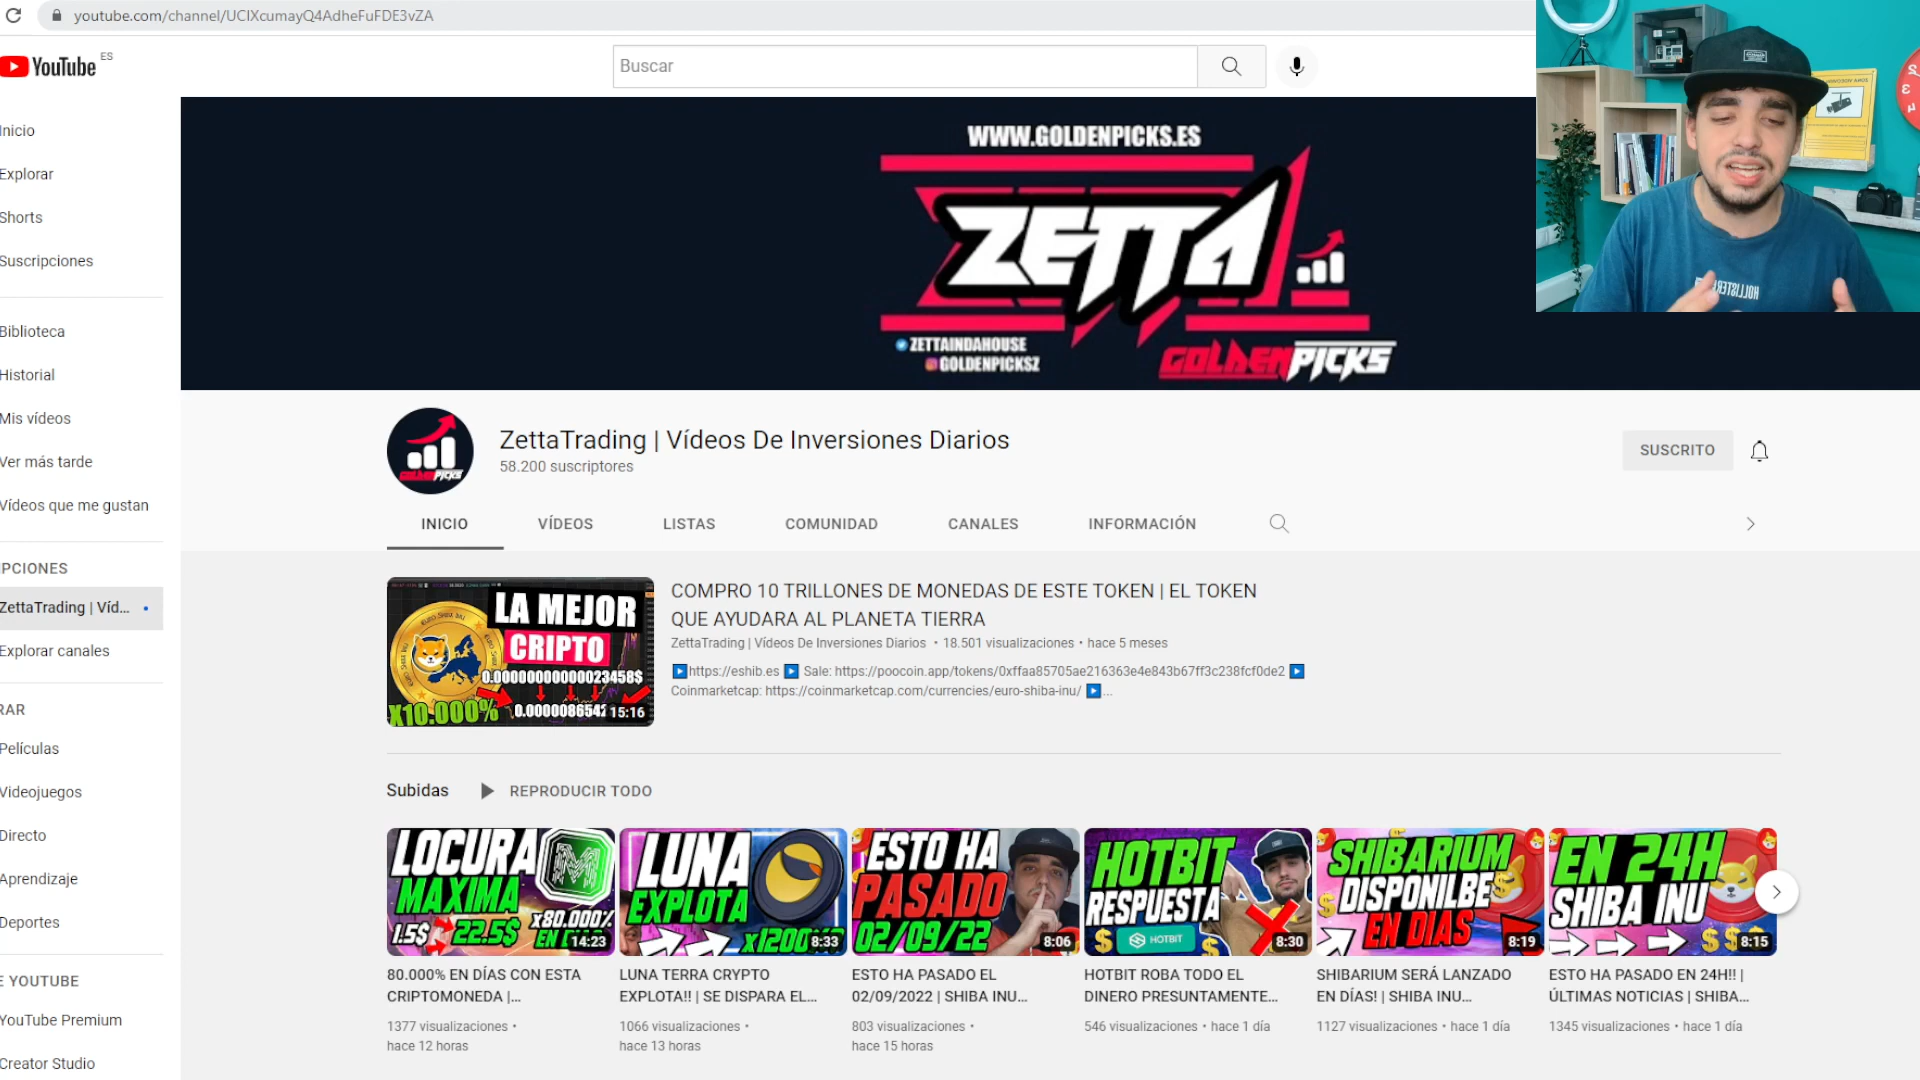 youtube.com/channel/UCIXcumayQ4AdheFuFDE3vZA
YouTube ES
Buscar
Inicio
Explorar
Shorts
Suscripciones
Biblioteca
Historial
Mis vídeos
Ver más tarde
Vídeos que me gustan
IPCIONES
ZettaTrading | Víd...
Explorar canales
RAR
Películas
Videojuegos
Directo
Aprendizaje
Deportes
E YOUTUBE
YouTube Premium
Creator Studio
WWW.GOLDENPICKS.ES
ZETTA
ZETTAINDAHOUSE
GOLDENPICKSZ
GOLDENPICKS
HOLLISTER
ZettaTrading | Vídeos De Inversiones Diarios
58.200 suscriptores
SUSCRITO
INICIO
VÍDEOS
LISTAS
COMUNIDAD
CANALES
INFORMACIÓN
LA MEJOR
CRIPTO
0.0000000000023458$
X10.000%
0.0000086542
15:16
COMPRO 10 TRILLONES DE MONEDAS DE ESTE TOKEN | EL TOKEN
QUE AYUDARA AL PLANETA TIERRA
ZettaTrading | Vídeos De Inversiones Diarios • 18.501 visualizaciones • hace 5 meses
https://eshib.es Sale: https://poocoin.app/tokens/0xffaa85705ae216363e4e843b67ff3c238fcf0de2
Coinmarketcap: https://coinmarketcap.com/currencies/euro-shiba-inu/ ...
Subidas
REPRODUCIR TODO
LOCURA
MAXIMA
1.5$ 22.5$
x80.000%
14:23
80.000% EN DÍAS CON ESTA
CRIPTOMONEDA |...
1377 visualizaciones •
hace 12 horas
LUNA
EXPLOTA
x1200%
8:33
LUNA TERRA CRYPTO
EXPLOTA!! | SE DISPARA EL...
1066 visualizaciones •
hace 13 horas
ESTO HA
PASADO
02/09/22
8:06
ESTO HA PASADO EL
02/09/2022 | SHIBA INU...
803 visualizaciones •
hace 15 horas
HOTBIT
RESPUESTA
HOTBIT
8:30
HOTBIT ROBA TODO EL
DINERO PRESUNTAMENTE...
546 visualizaciones • hace 1 día
SHIBARIUM
DISPONILBE
EN DIAS
8:19
SHIBARIUM SERÁ LANZADO
EN DÍAS! | SHIBA INU...
1127 visualizaciones • hace 1 día
EN 24H
SHIBA INU
8:15
ESTO HA PASADO EN 24H!! |
ÚLTIMAS NOTICIAS | SHIBA...
1345 visualizaciones • hace 1 día